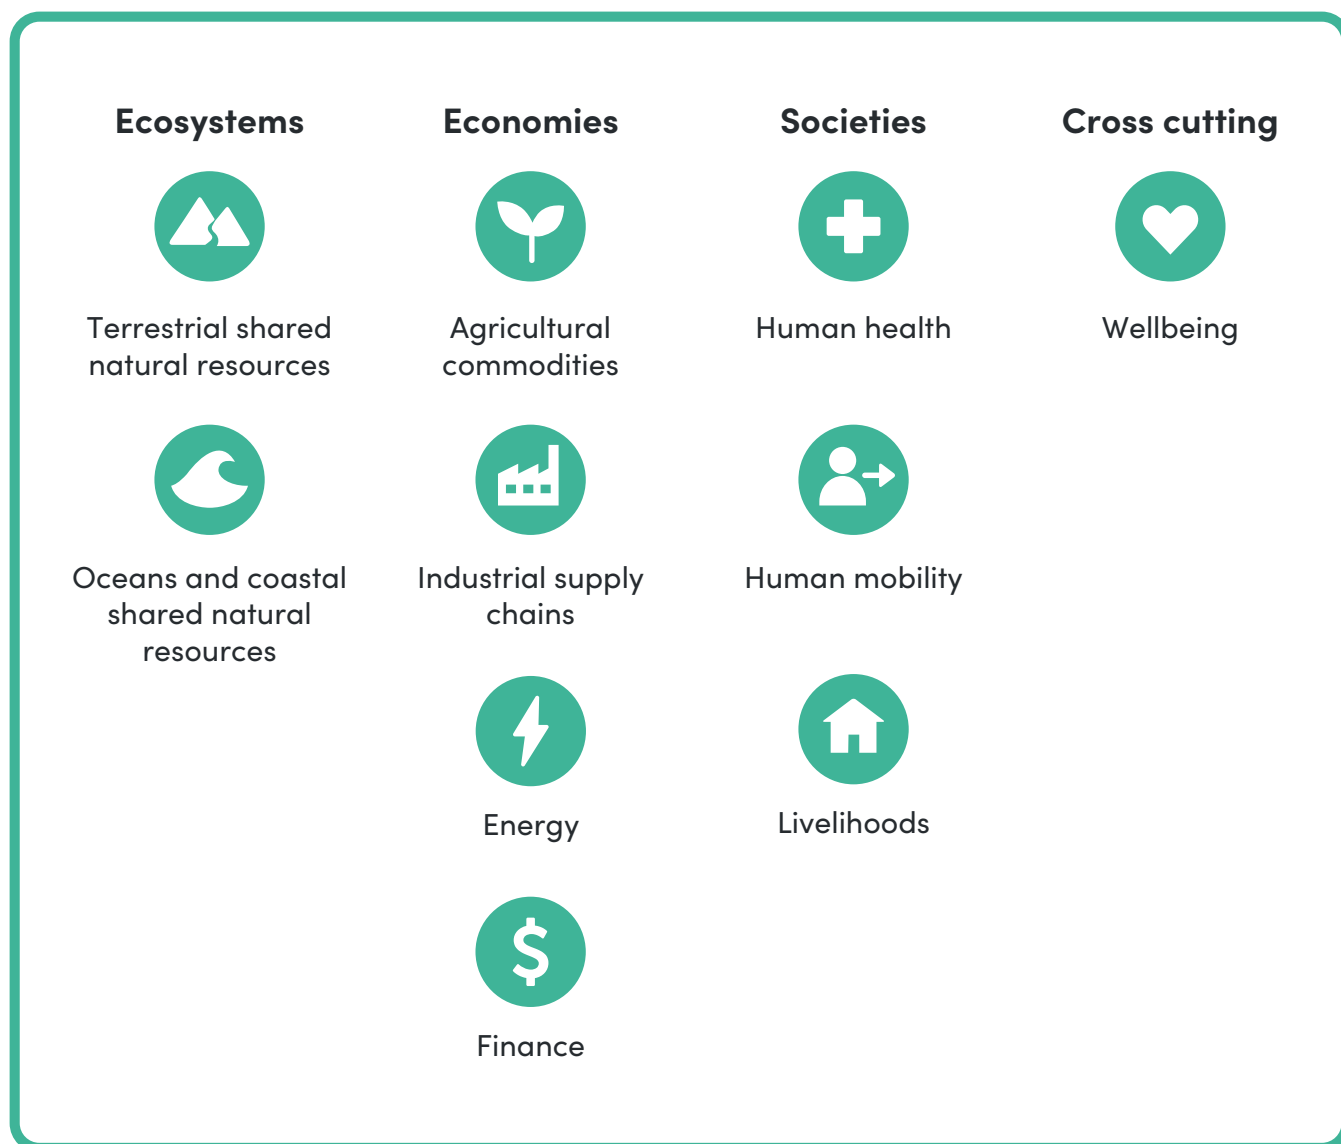 Ecosystems
Terrestrial shared
natural resources
Oceans and coastal
shared natural
resources
Economies
Agricultural
commodities
Industrial supply
chains
Energy
Finance
Societies
Human health
Human mobility
Livelihoods
Cross cutting
Wellbeing